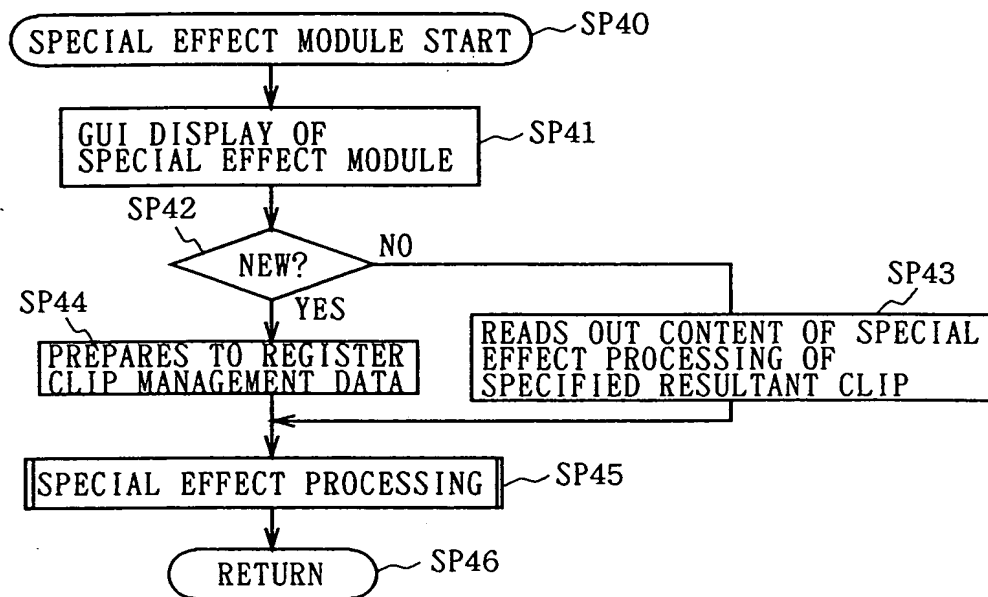 SPECIAL EFFECT MODULE START
SP40
GUI DISPLAY OF
SPECIAL EFFECT MODULE
SP41
SP42
NEW?
NO
YES
SP44
PREPARES TO REGISTER
CLIP MANAGEMENT DATA
SP43
READS OUT CONTENT OF SPECIAL
EFFECT PROCESSING OF
SPECIFIED RESULTANT CLIP
SPECIAL EFFECT PROCESSING
SP45
RETURN
SP46